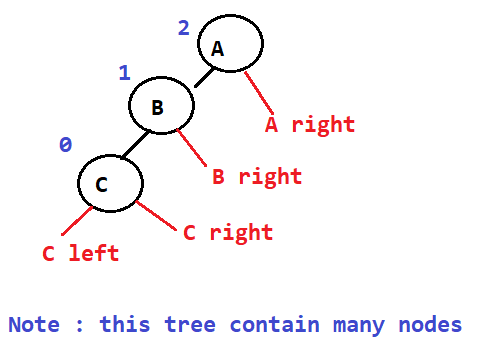 2
A
1
B
A right
0
C
B right
C right
C left
Note : this tree contain many nodes